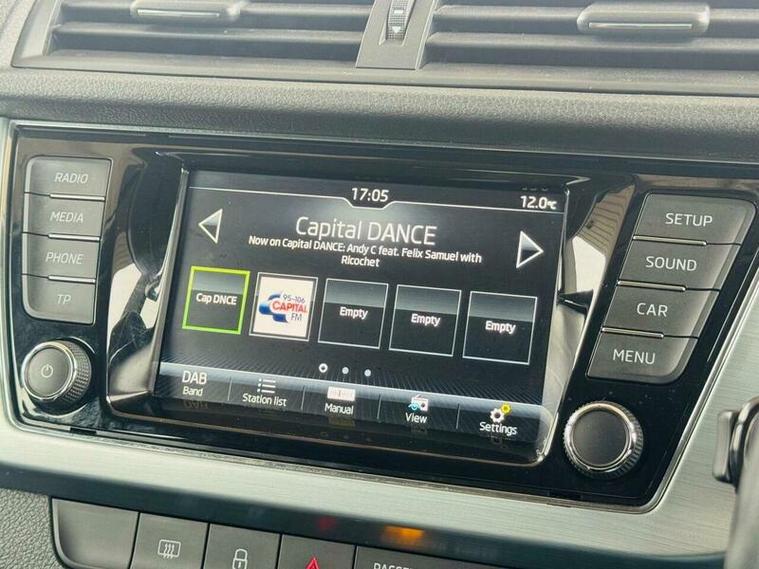 RADIO
MEDIA
PHONE
TP
17:05
12.0°C
Capital DANCE
Now on Capital DANCE: Andy C feat. Felix Samuel with
Ricochet
Cap DNCE
95-106
CAPITAL
FM
Empty
Empty
Empty
DAB
Band
Station list
Manual
View
Settings
SETUP
SOUND
CAR
MENU